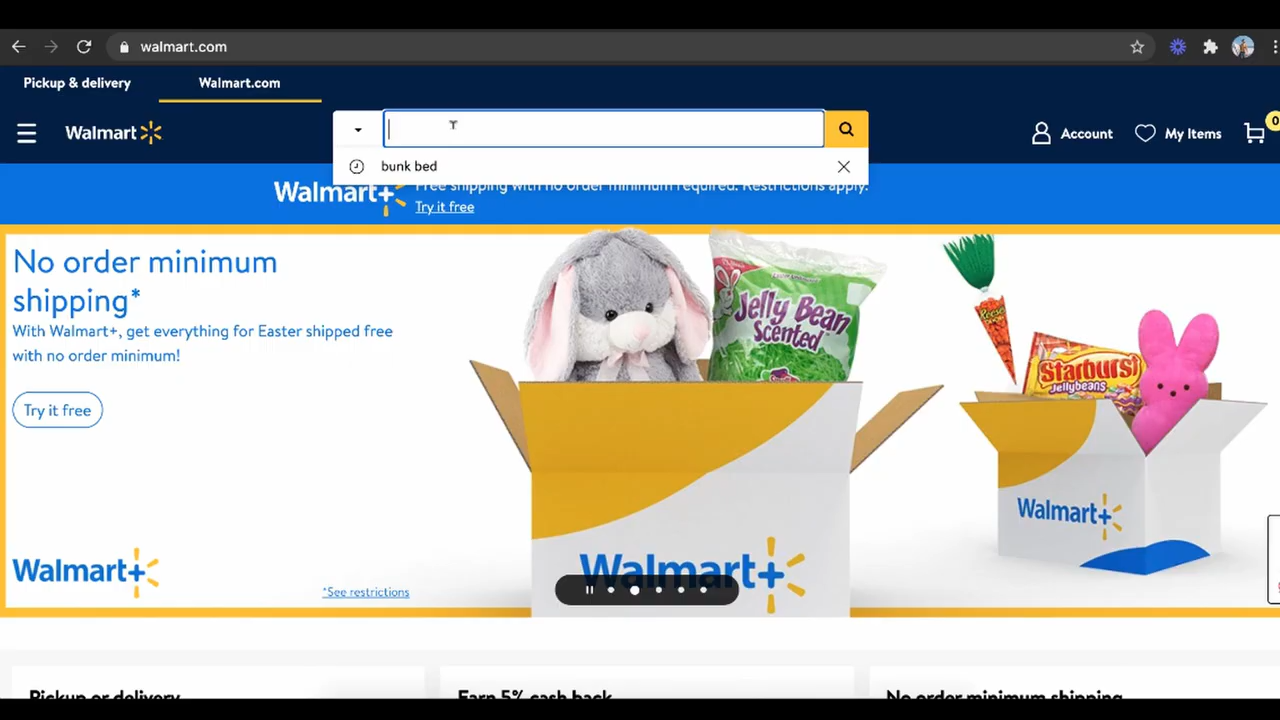 walmart.com
Pickup & delivery
Walmart.com
Walmart
Account
My Items
0
bunk bed
Walmart+
Free shipping with no order minimum required. Restrictions apply.
Try it free
No order minimum
shipping*
With Walmart+, get everything for Easter shipped free
with no order minimum!
Try it free
Jelly Bean
Scented
Reese's
Starburst
Jellybeans
Walmart+
Walmart+
Walmart+
*See restrictions
Pickup or delivery
Earn 5% cash back
No order minimum shipping